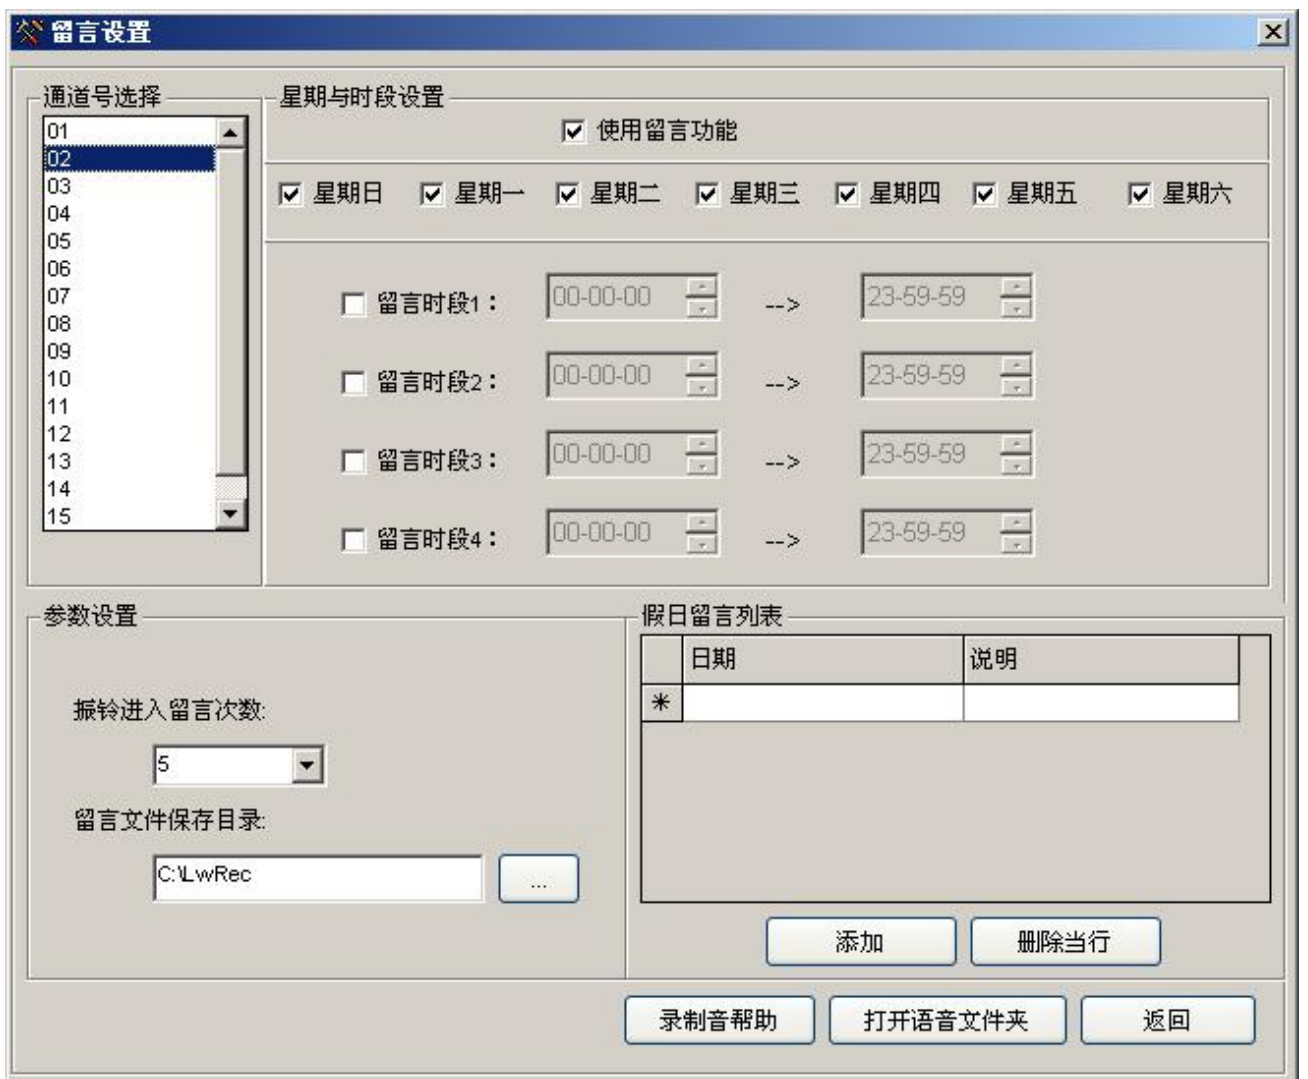 留言设置
通道号选择
01
02
03
04
05
06
07
08
09
10
11
12
13
14
15
星期与时段设置
使用留言功能
星期日 星期一 星期二 星期三 星期四 星期五 星期六
留言时段1： 00-00-00 --> 23-59-59
留言时段2： 00-00-00 --> 23-59-59
留言时段3： 00-00-00 --> 23-59-59
留言时段4： 00-00-00 --> 23-59-59
参数设置
振铃进入留言次数:
5
留言文件保存目录:
C:\LwRec ...
假日留言列表
日期 说明
*
添加 删除当行
录制音帮助 打开语音文件夹 返回